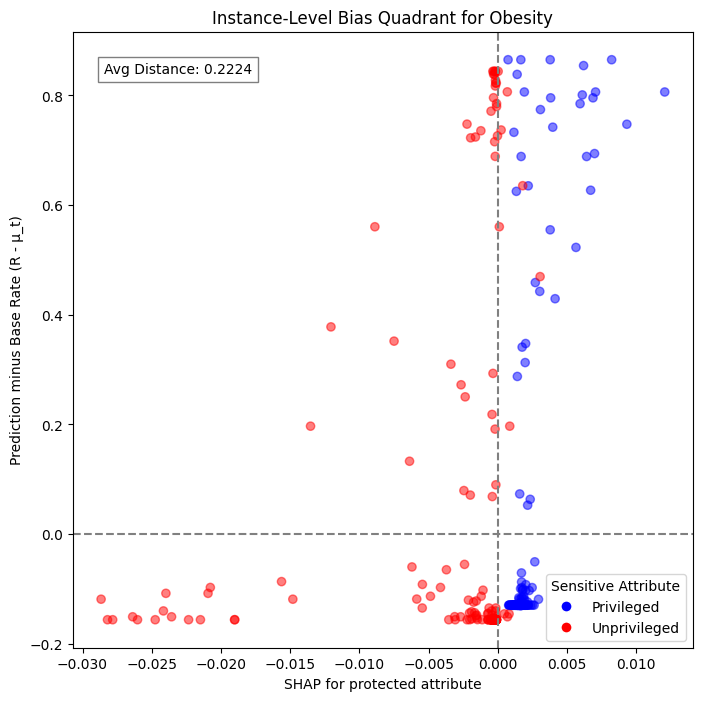 Instance-Level Bias Quadrant for Obesity
Avg Distance: 0.2224
Prediction minus Base Rate (R - μ_t)
0.8
0.6
0.4
0.2
0.0
−0.2
Sensitive Attribute
Privileged
Unprivileged
−0.030 −0.025 −0.020 −0.015 −0.010 −0.005 0.000 0.005 0.010
SHAP for protected attribute